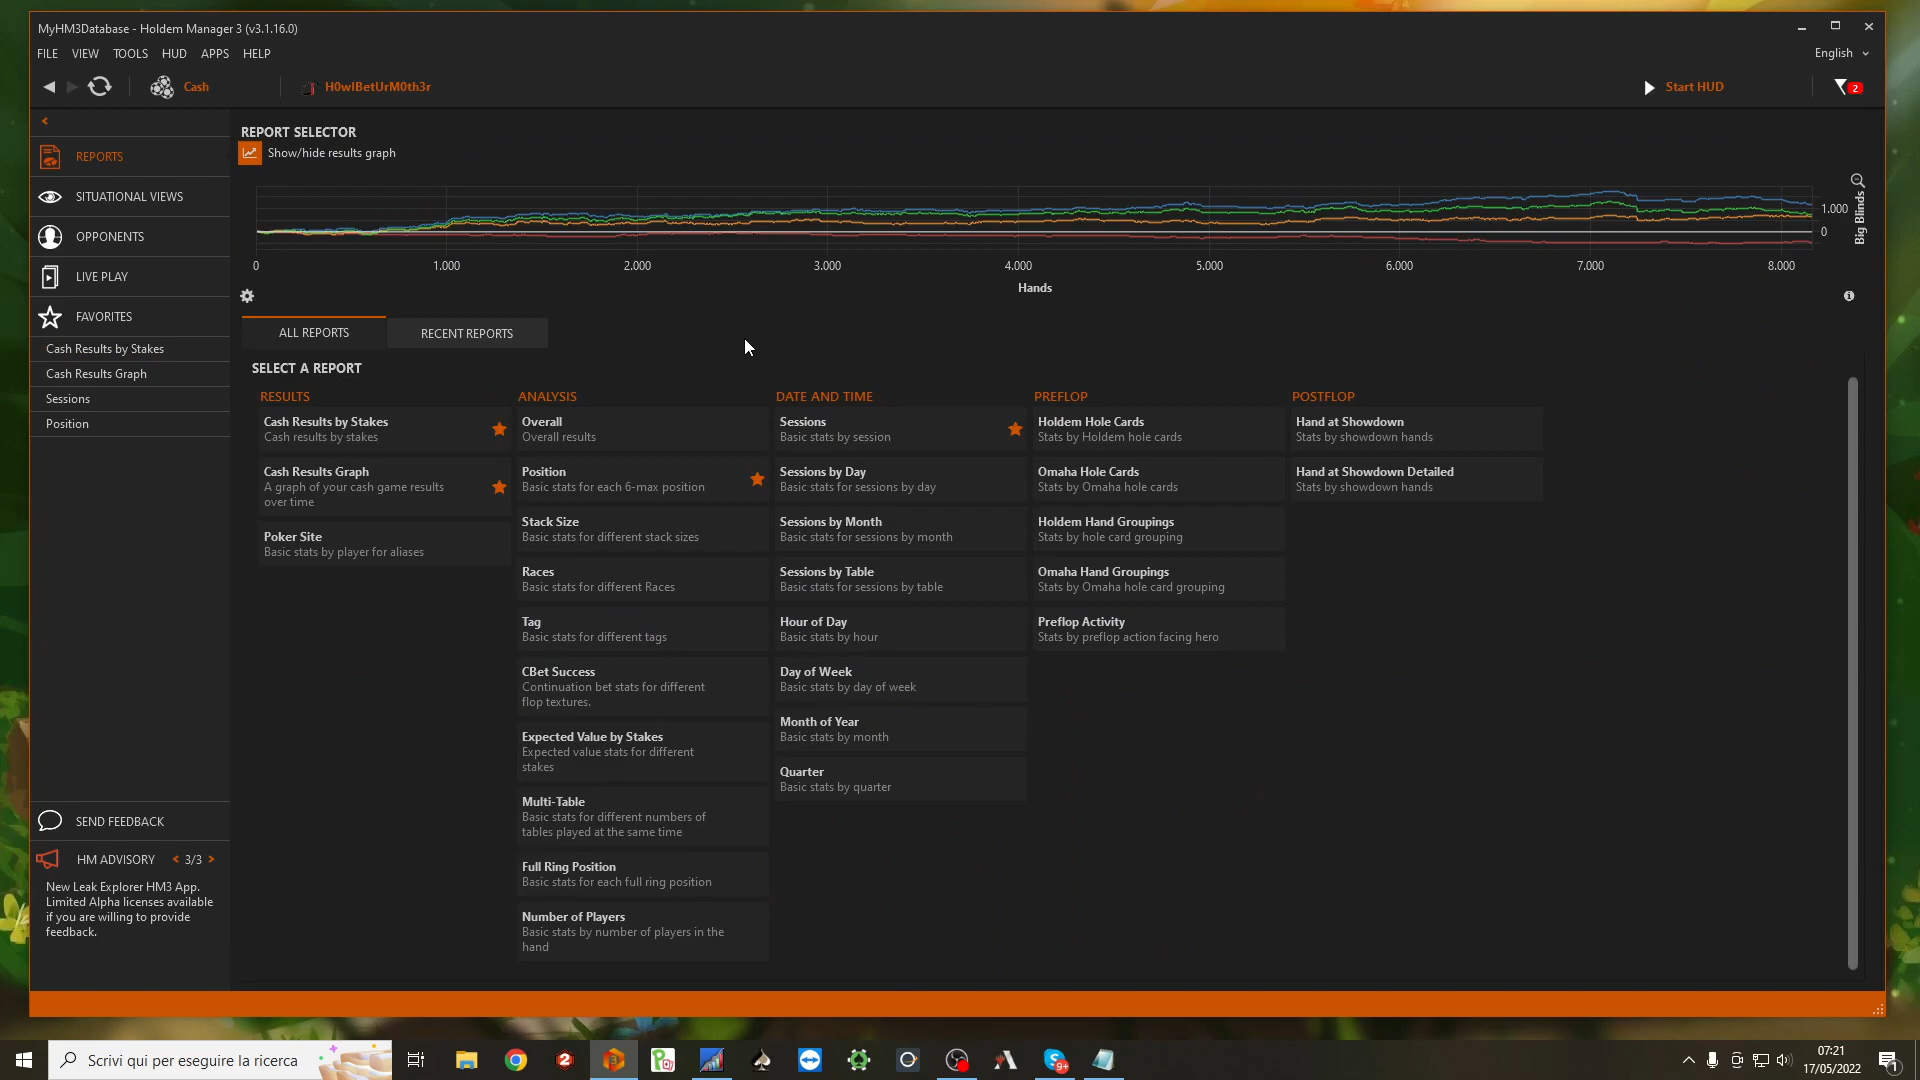 MyHM3Database - Holdem Manager 3 (v3.1.16.0)
FILE VIEW TOOLS HUD APPS HELP
English
Cash
H0wIBetUrM0th3r
Start HUD
2
REPORTS
SITUATIONAL VIEWS
OPPONENTS
LIVE PLAY
FAVORITES
Cash Results by Stakes
Cash Results Graph
Sessions
Position
SEND FEEDBACK
HM ADVISORY < 3/3 >
New Leak Explorer HM3 App.
Limited Alpha licenses available
if you are willing to provide
feedback.
REPORT SELECTOR
Show/hide results graph
1.000
0
Big Blinds
0 1.000 2.000 3.000 4.000 5.000 6.000 7.000 8.000
Hands
ALL REPORTS
RECENT REPORTS
SELECT A REPORT
RESULTS
Cash Results by Stakes
Cash results by stakes
Cash Results Graph
A graph of your cash game results
over time
Poker Site
Basic stats by player for aliases
ANALYSIS
Overall
Overall results
Position
Basic stats for each 6-max position
Stack Size
Basic stats for different stack sizes
Races
Basic stats for different Races
Tag
Basic stats for different tags
CBet Success
Continuation bet stats for different
flop textures.
Expected Value by Stakes
Expected value stats for different
stakes
Multi-Table
Basic stats for different numbers of
tables played at the same time
Full Ring Position
Basic stats for each full ring position
Number of Players
Basic stats by number of players in the
hand
DATE AND TIME
Sessions
Basic stats by session
Sessions by Day
Basic stats for sessions by day
Sessions by Month
Basic stats for sessions by month
Sessions by Table
Basic stats for sessions by table
Hour of Day
Basic stats by hour
Day of Week
Basic stats by day of week
Month of Year
Basic stats by month
Quarter
Basic stats by quarter
PREFLOP
Holdem Hole Cards
Stats by Holdem hole cards
Omaha Hole Cards
Stats by Omaha hole cards
Holdem Hand Groupings
Stats by hole card grouping
Omaha Hand Groupings
Stats by Omaha hole card grouping
Preflop Activity
Stats by preflop action facing hero
POSTFLOP
Hand at Showdown
Stats by showdown hands
Hand at Showdown Detailed
Stats by showdown hands
Scrivi qui per eseguire la ricerca
9+
07:21
17/05/2022
1